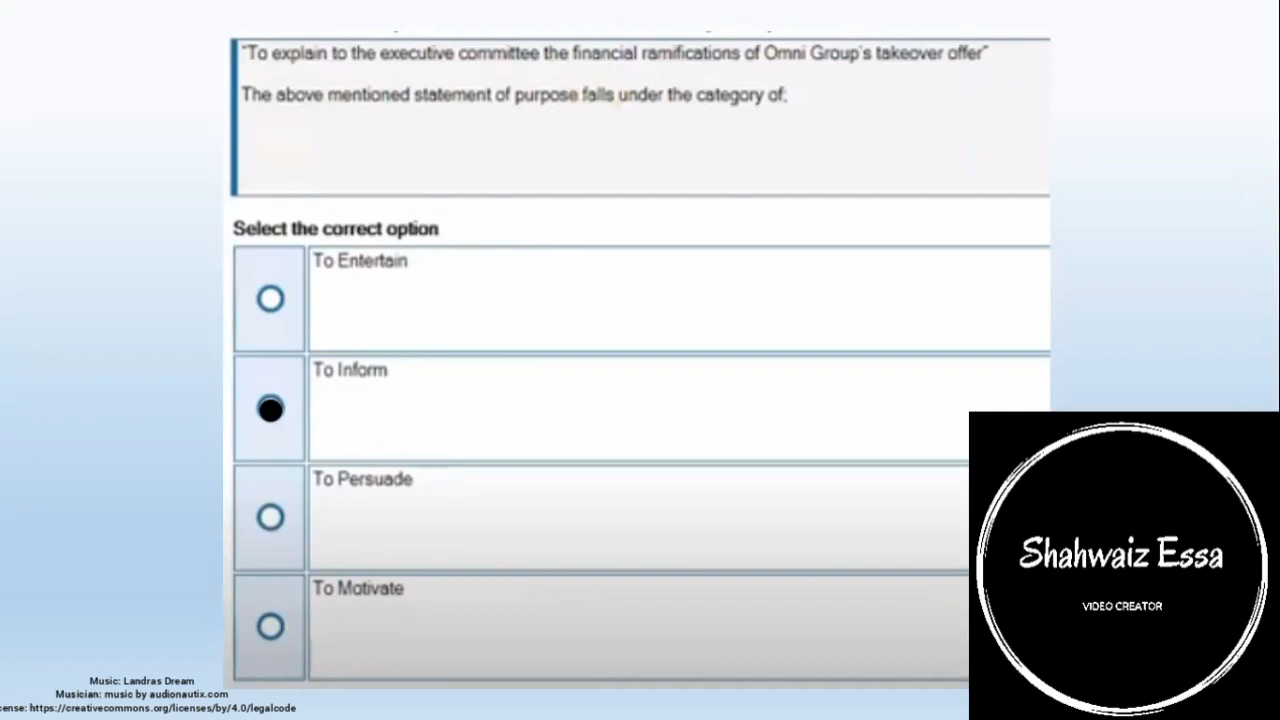 "To explain to the executive committee the financial ramifications of Omni Group's takeover offer"
The above mentioned statement of purpose falls under the category of:
Select the correct option
To Entertain
To Inform
To Persuade
To Motivate
Shahwaiz Essa
VIDEO CREATOR
Music: Landras Dream
Musician: music by audionautix.com
cense: https://creativecommons.org/licenses/by/4.0/legalcode